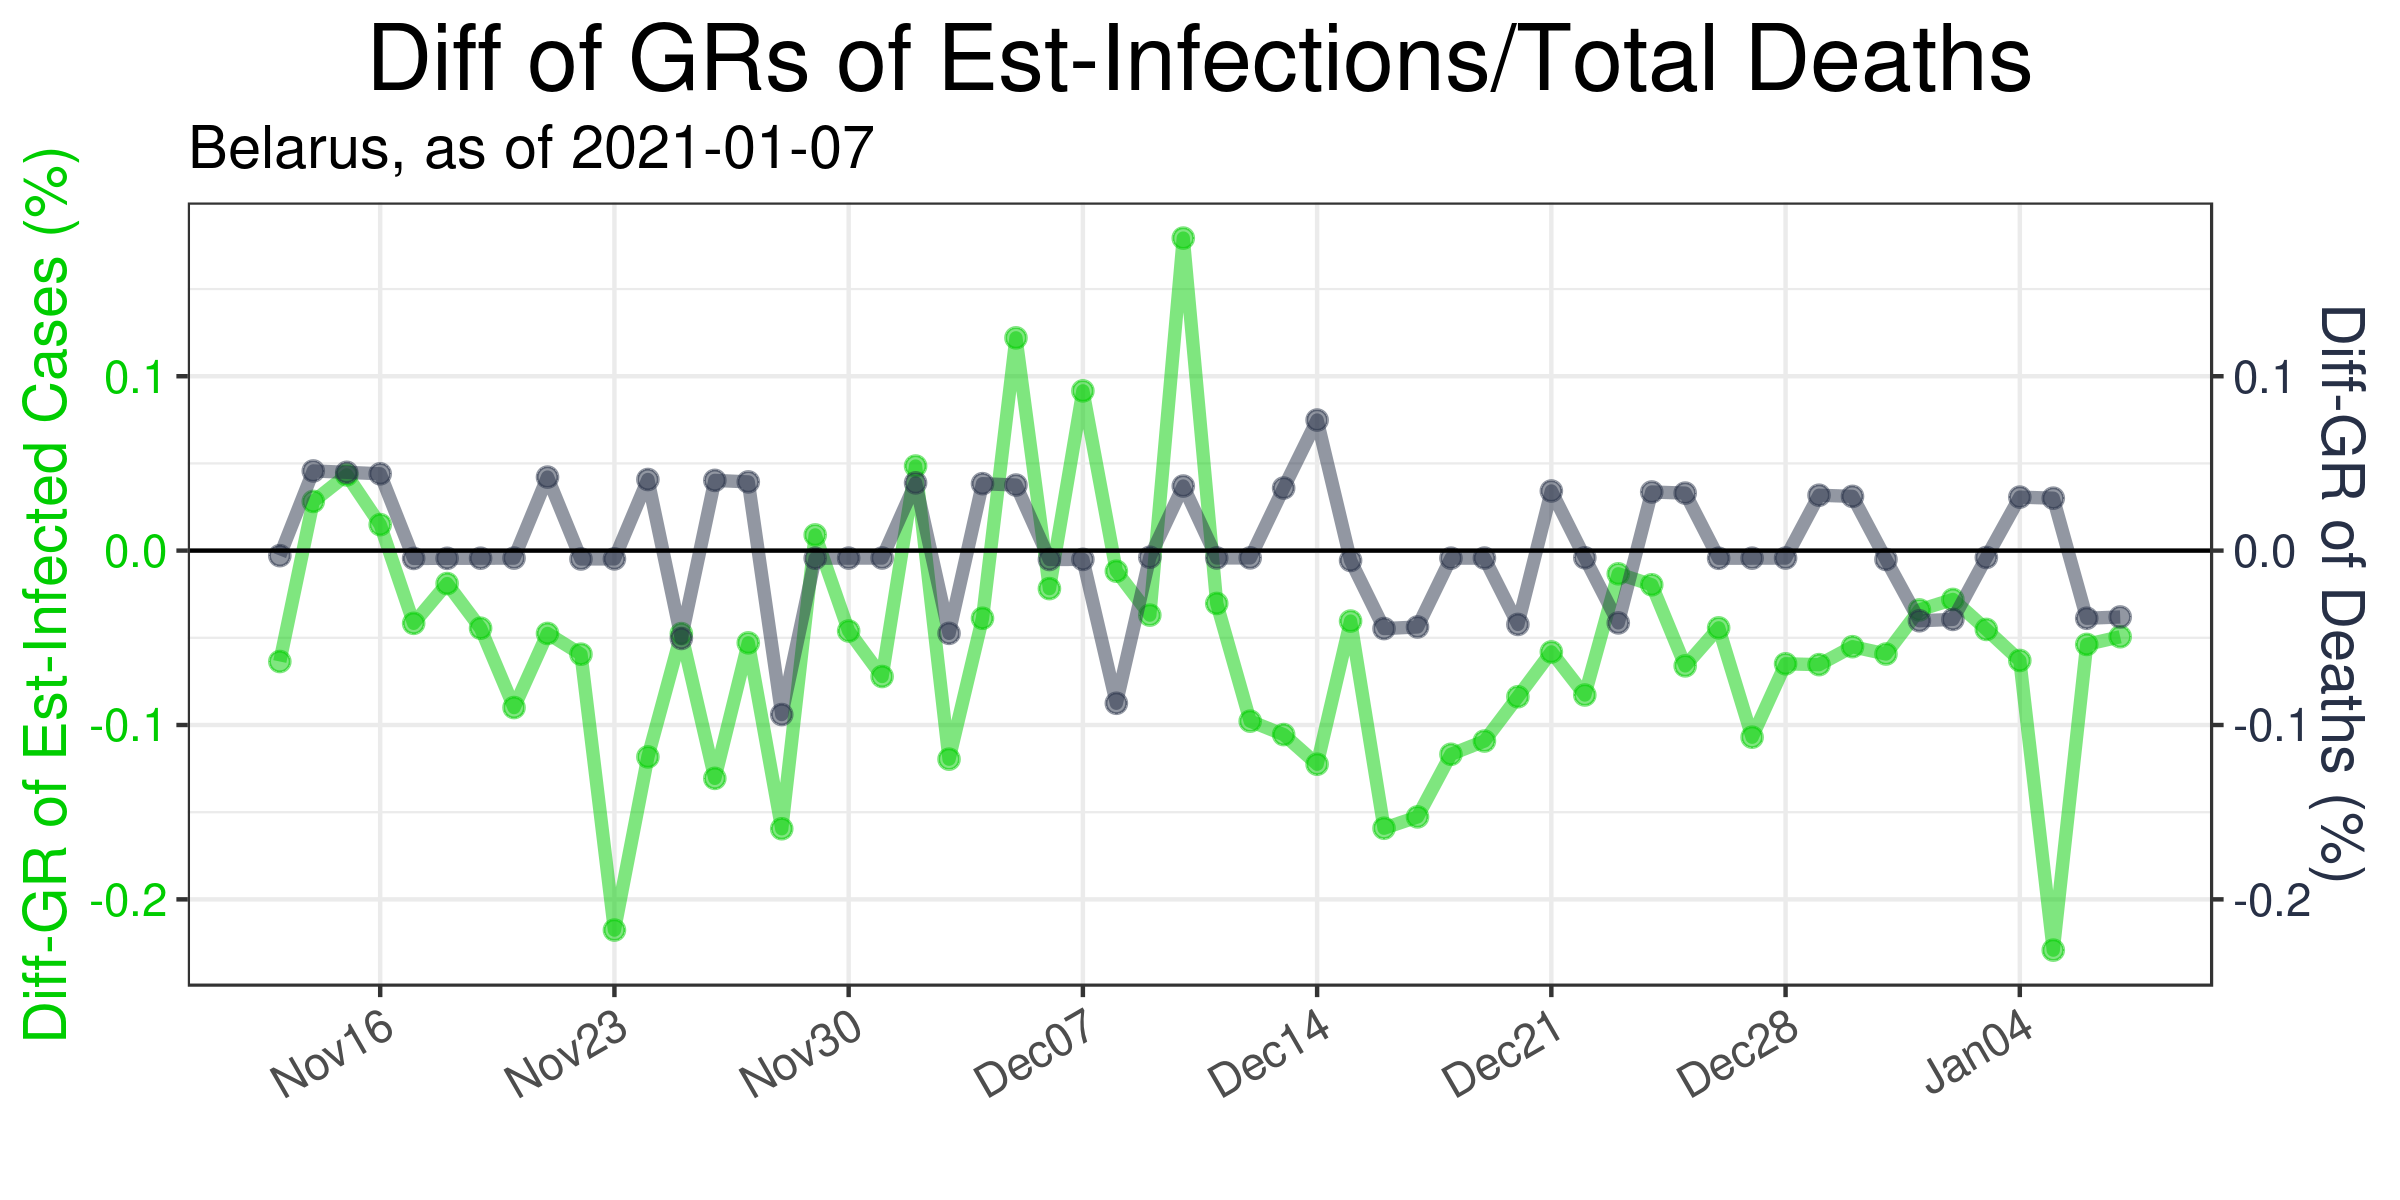 Diff of GRs of Est-Infections/Total Deaths
Belarus, as of 2021-01-07
Diff-GR of Est-Infected Cases (%)
0.1
0.0
-0.1
-0.2
0.1
0.0
-0.1
-0.2
Diff-GR of Deaths (%)
Nov16
Nov23
Nov30
Dec07
Dec14
Dec21
Dec28
Jan04